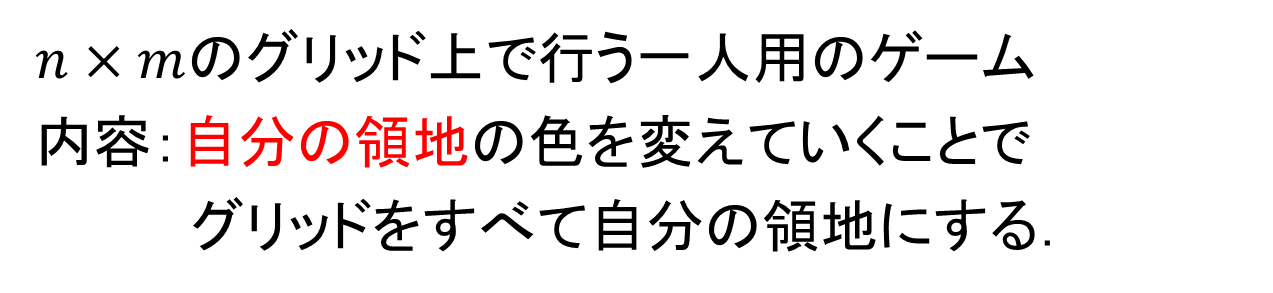 n×mのグリッド上で行う一人用のゲーム
内容：自分の領地の色を変えていくことで
グリッドをすべて自分の領地にする．